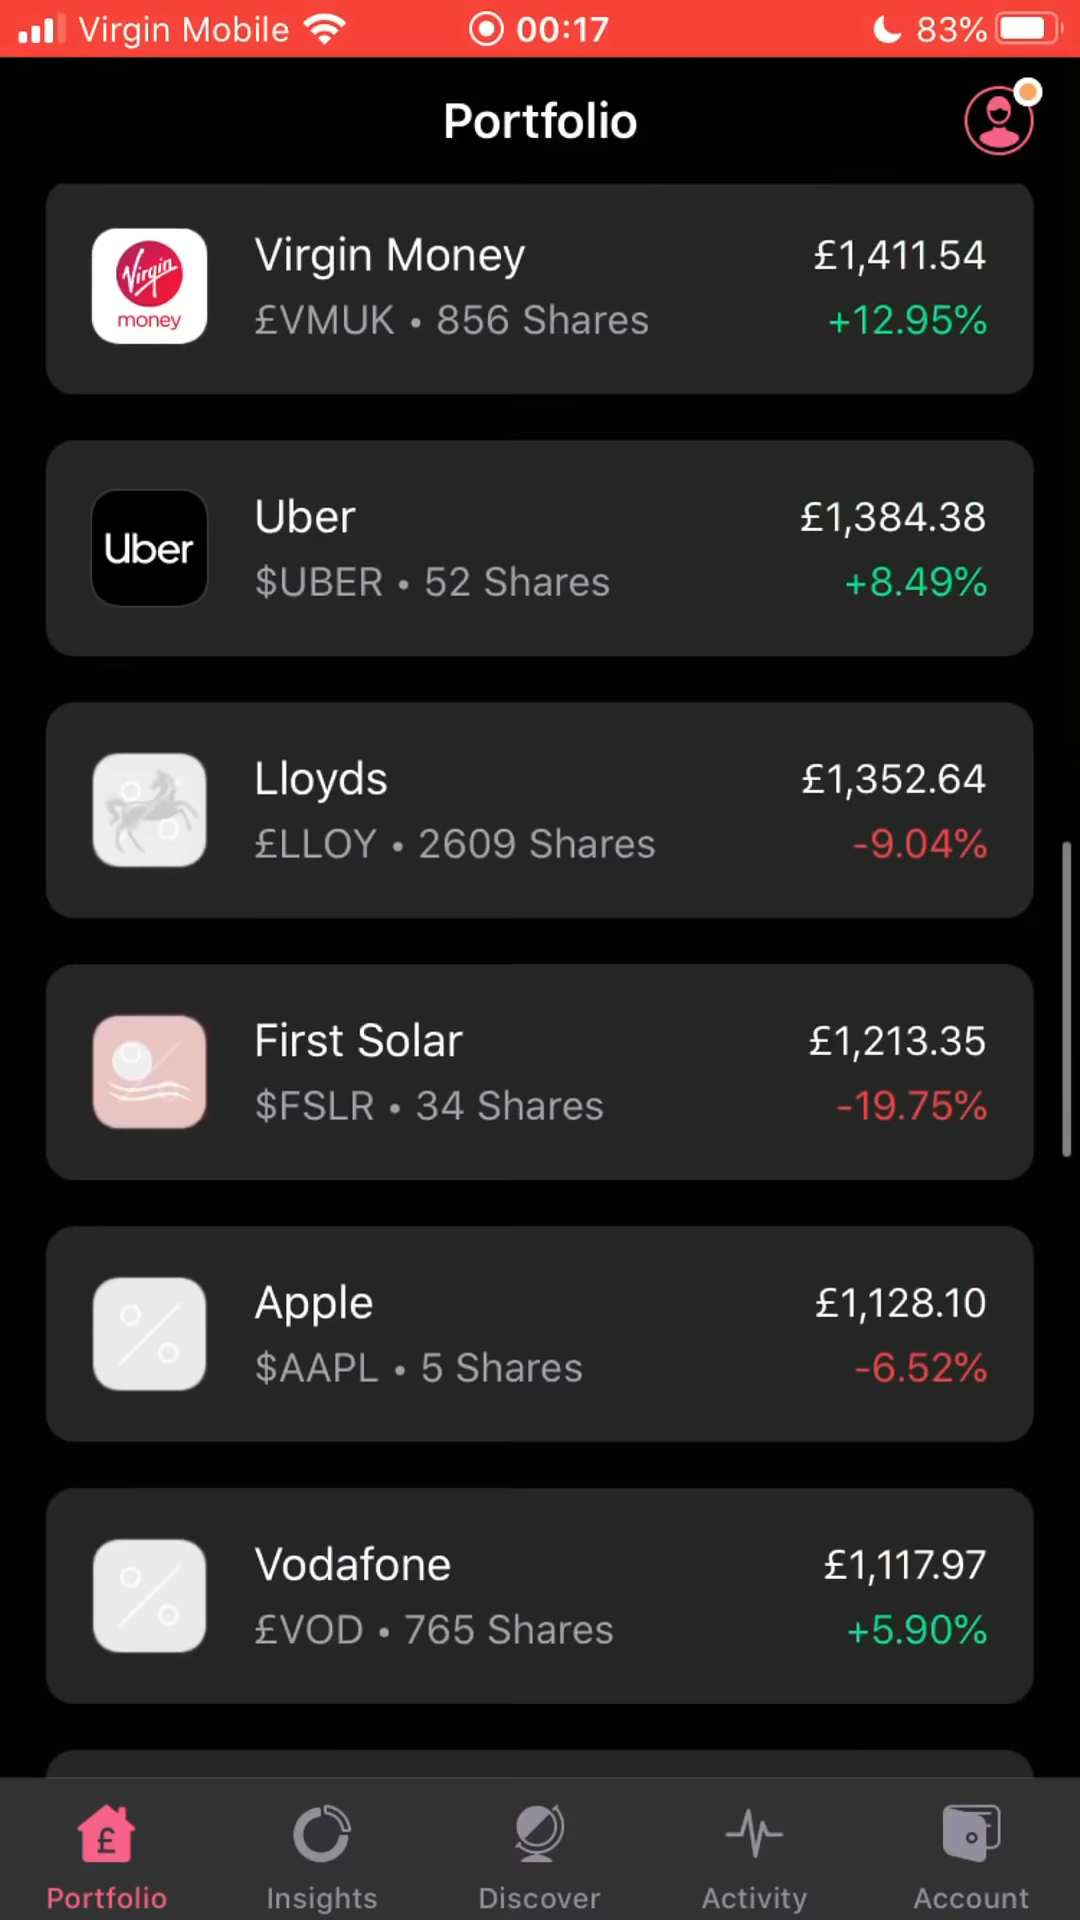 Virgin Mobile 00:17 83%
Portfolio
Virgin money
Virgin Money £1,411.54
£VMUK • 856 Shares +12.95%
Uber
Uber £1,384.38
$UBER • 52 Shares +8.49%
Lloyds £1,352.64
£LLOY • 2609 Shares -9.04%
First Solar £1,213.35
$FSLR • 34 Shares -19.75%
Apple £1,128.10
$AAPL • 5 Shares -6.52%
Vodafone £1,117.97
£VOD • 765 Shares +5.90%
£
Portfolio Insights Discover Activity Account